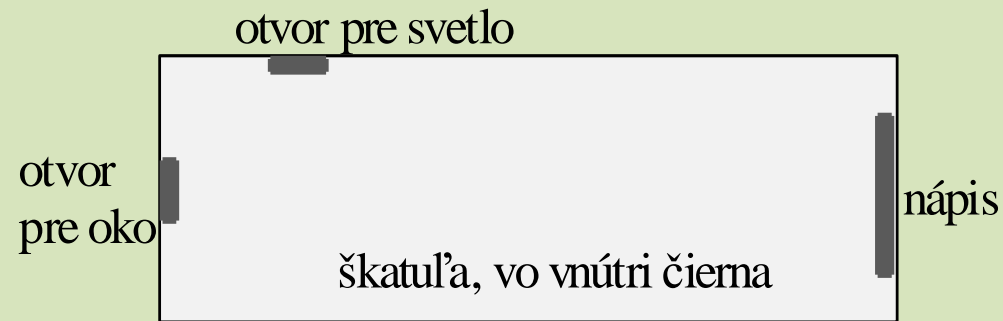 otvor pre svetlo
otvor
pre oko
nápis
škatuľa, vo vnútri čierna